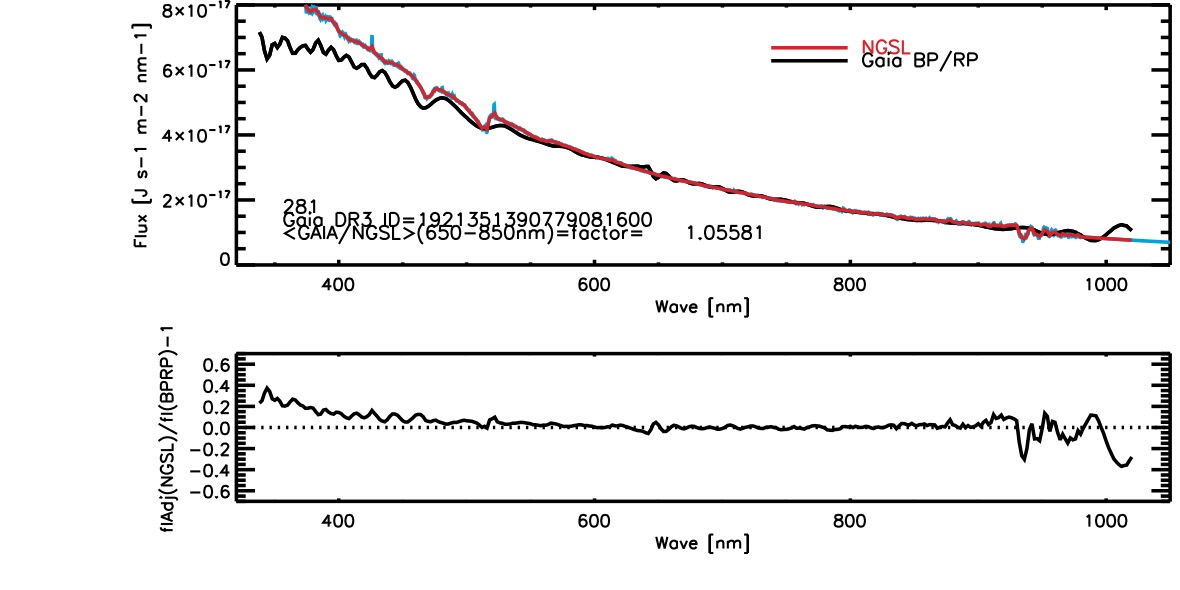 8×10⁻¹⁷
6×10⁻¹⁷
4×10⁻¹⁷
2×10⁻¹⁷
0
Flux [J s−1 m−2 nm−1]
NGSL
Gaia BP/RP
281
Gaia DR3 ID=1921351390779081600
<GAIA/NGSL>(650−850nm)=factor= 1.05581
400 600 800 1000
Wave [nm]
0.6
0.4
0.2
0.0
−0.2
−0.4
−0.6
flAdj(NGSL)/fl(BPRP)−1
400 600 800 1000
Wave [nm]